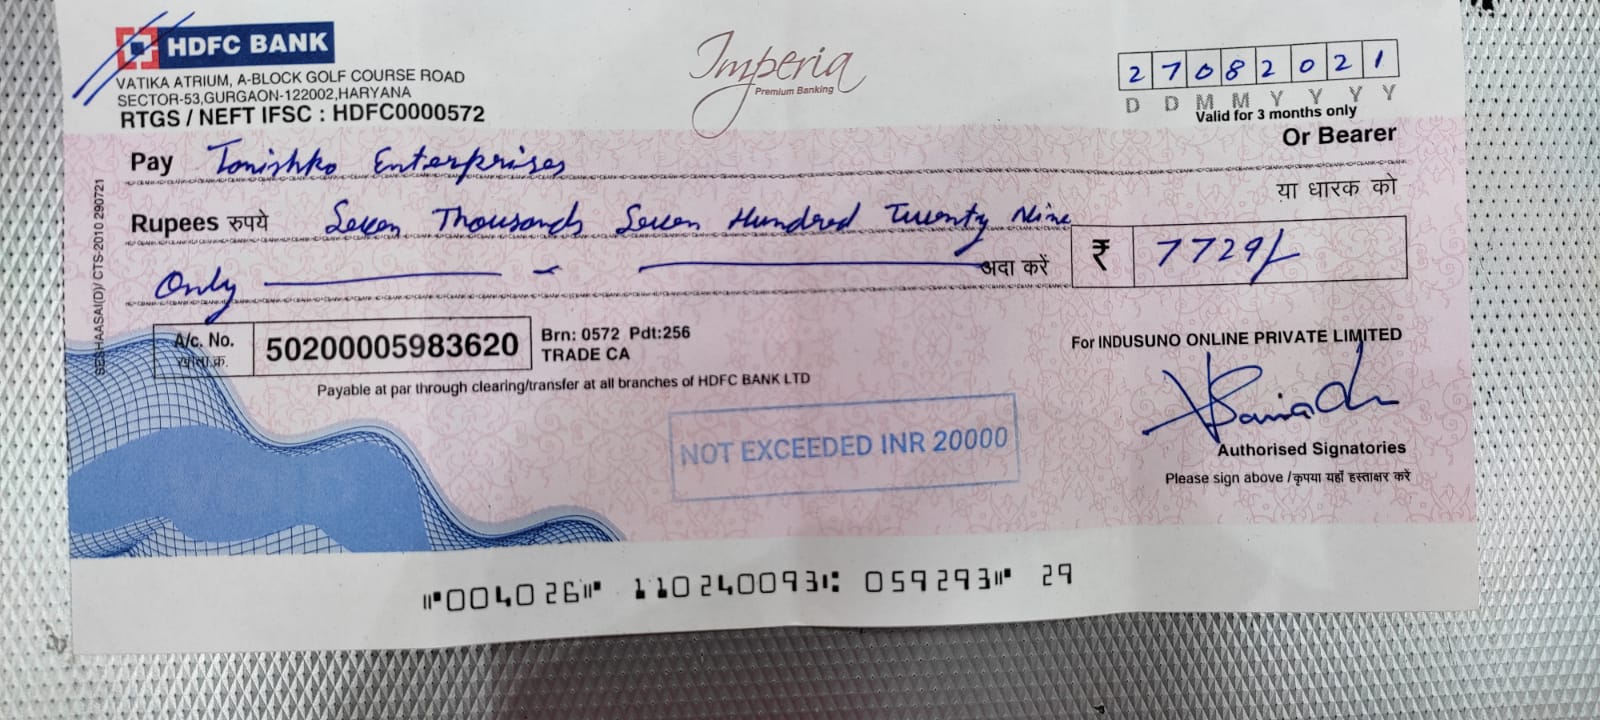 HDFC BANK
VATIKA ATRIUM, A-BLOCK GOLF COURSE ROAD
SECTOR-53,GURGAON-122002,HARYANA
RTGS / NEFT IFSC : HDFC0000572
Imperia
Premium Banking
2 7 0 8 2 0 2 1
D D M M Y Y Y Y
Valid for 3 months only
Or Bearer
या धारक को
Pay Tanishko Enterprises
Rupees रुपये Seven Thousands Seven Hundred Twenty Nine
Only अदा करें
₹ 7729/-
SESHAASAI(D)/ CTS-2010 290721
A/c. No. 50200005983620
खाता.क्र.
Brn: 0572 Pdt:256
TRADE CA
Payable at par through clearing/transfer at all branches of HDFC BANK LTD
For INDUSUNO ONLINE PRIVATE LIMITED
NOT EXCEEDED INR 20000
Authorised Signatories
Please sign above /कृपया यहाँ हस्ताक्षर करें
⑈004026⑈ 110240093⑆ 059293⑈ 29